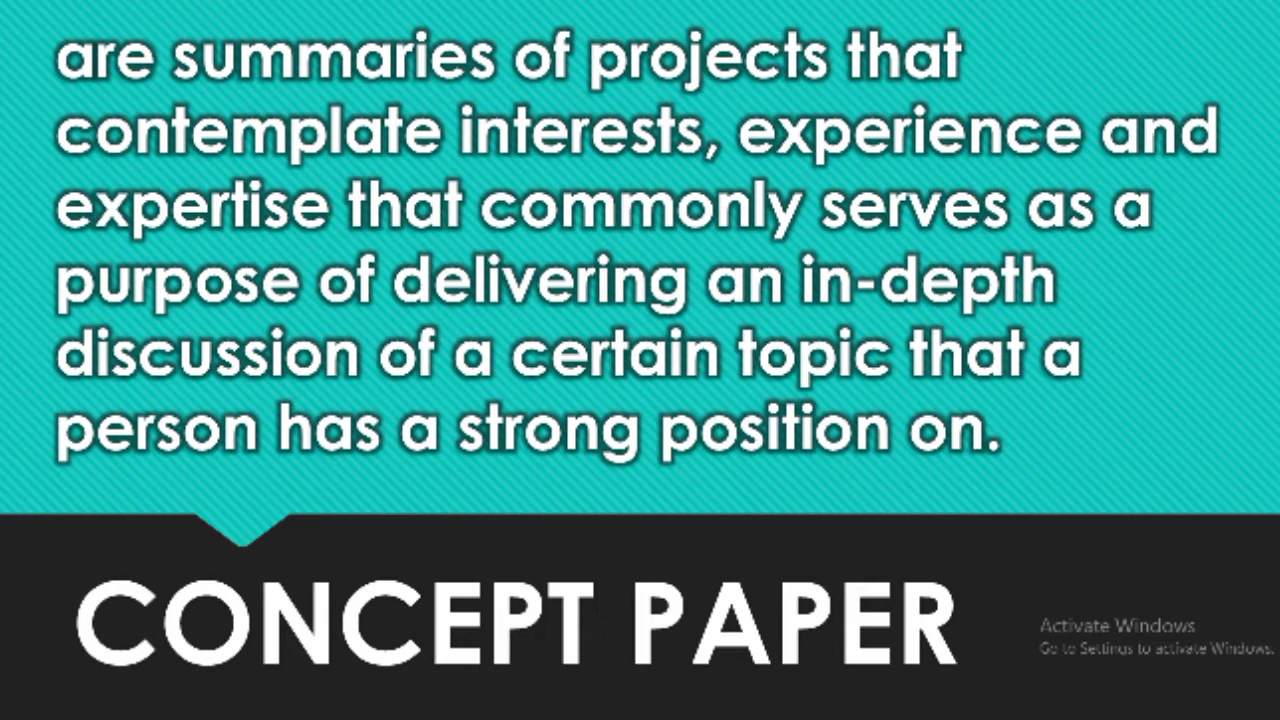 are summaries of projects that
contemplate interests, experience and
expertise that commonly serves as a
purpose of delivering an in-depth
discussion of a certain topic that a
person has a strong position on.
CONCEPT PAPER
Activate Windows
Go to Settings to activate Windows.